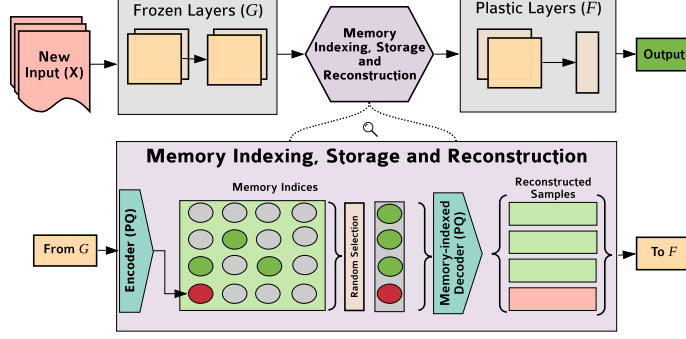 Frozen Layers (G)
Plastic Layers (F)
New
Input (X)
Memory
Indexing, Storage
and
Reconstruction
Output
Memory Indexing, Storage and Reconstruction
Memory Indices
Reconstructed
Samples
From G
Encoder (PQ)
Random Selection
Memory-indexed
Decoder (PQ)
To F